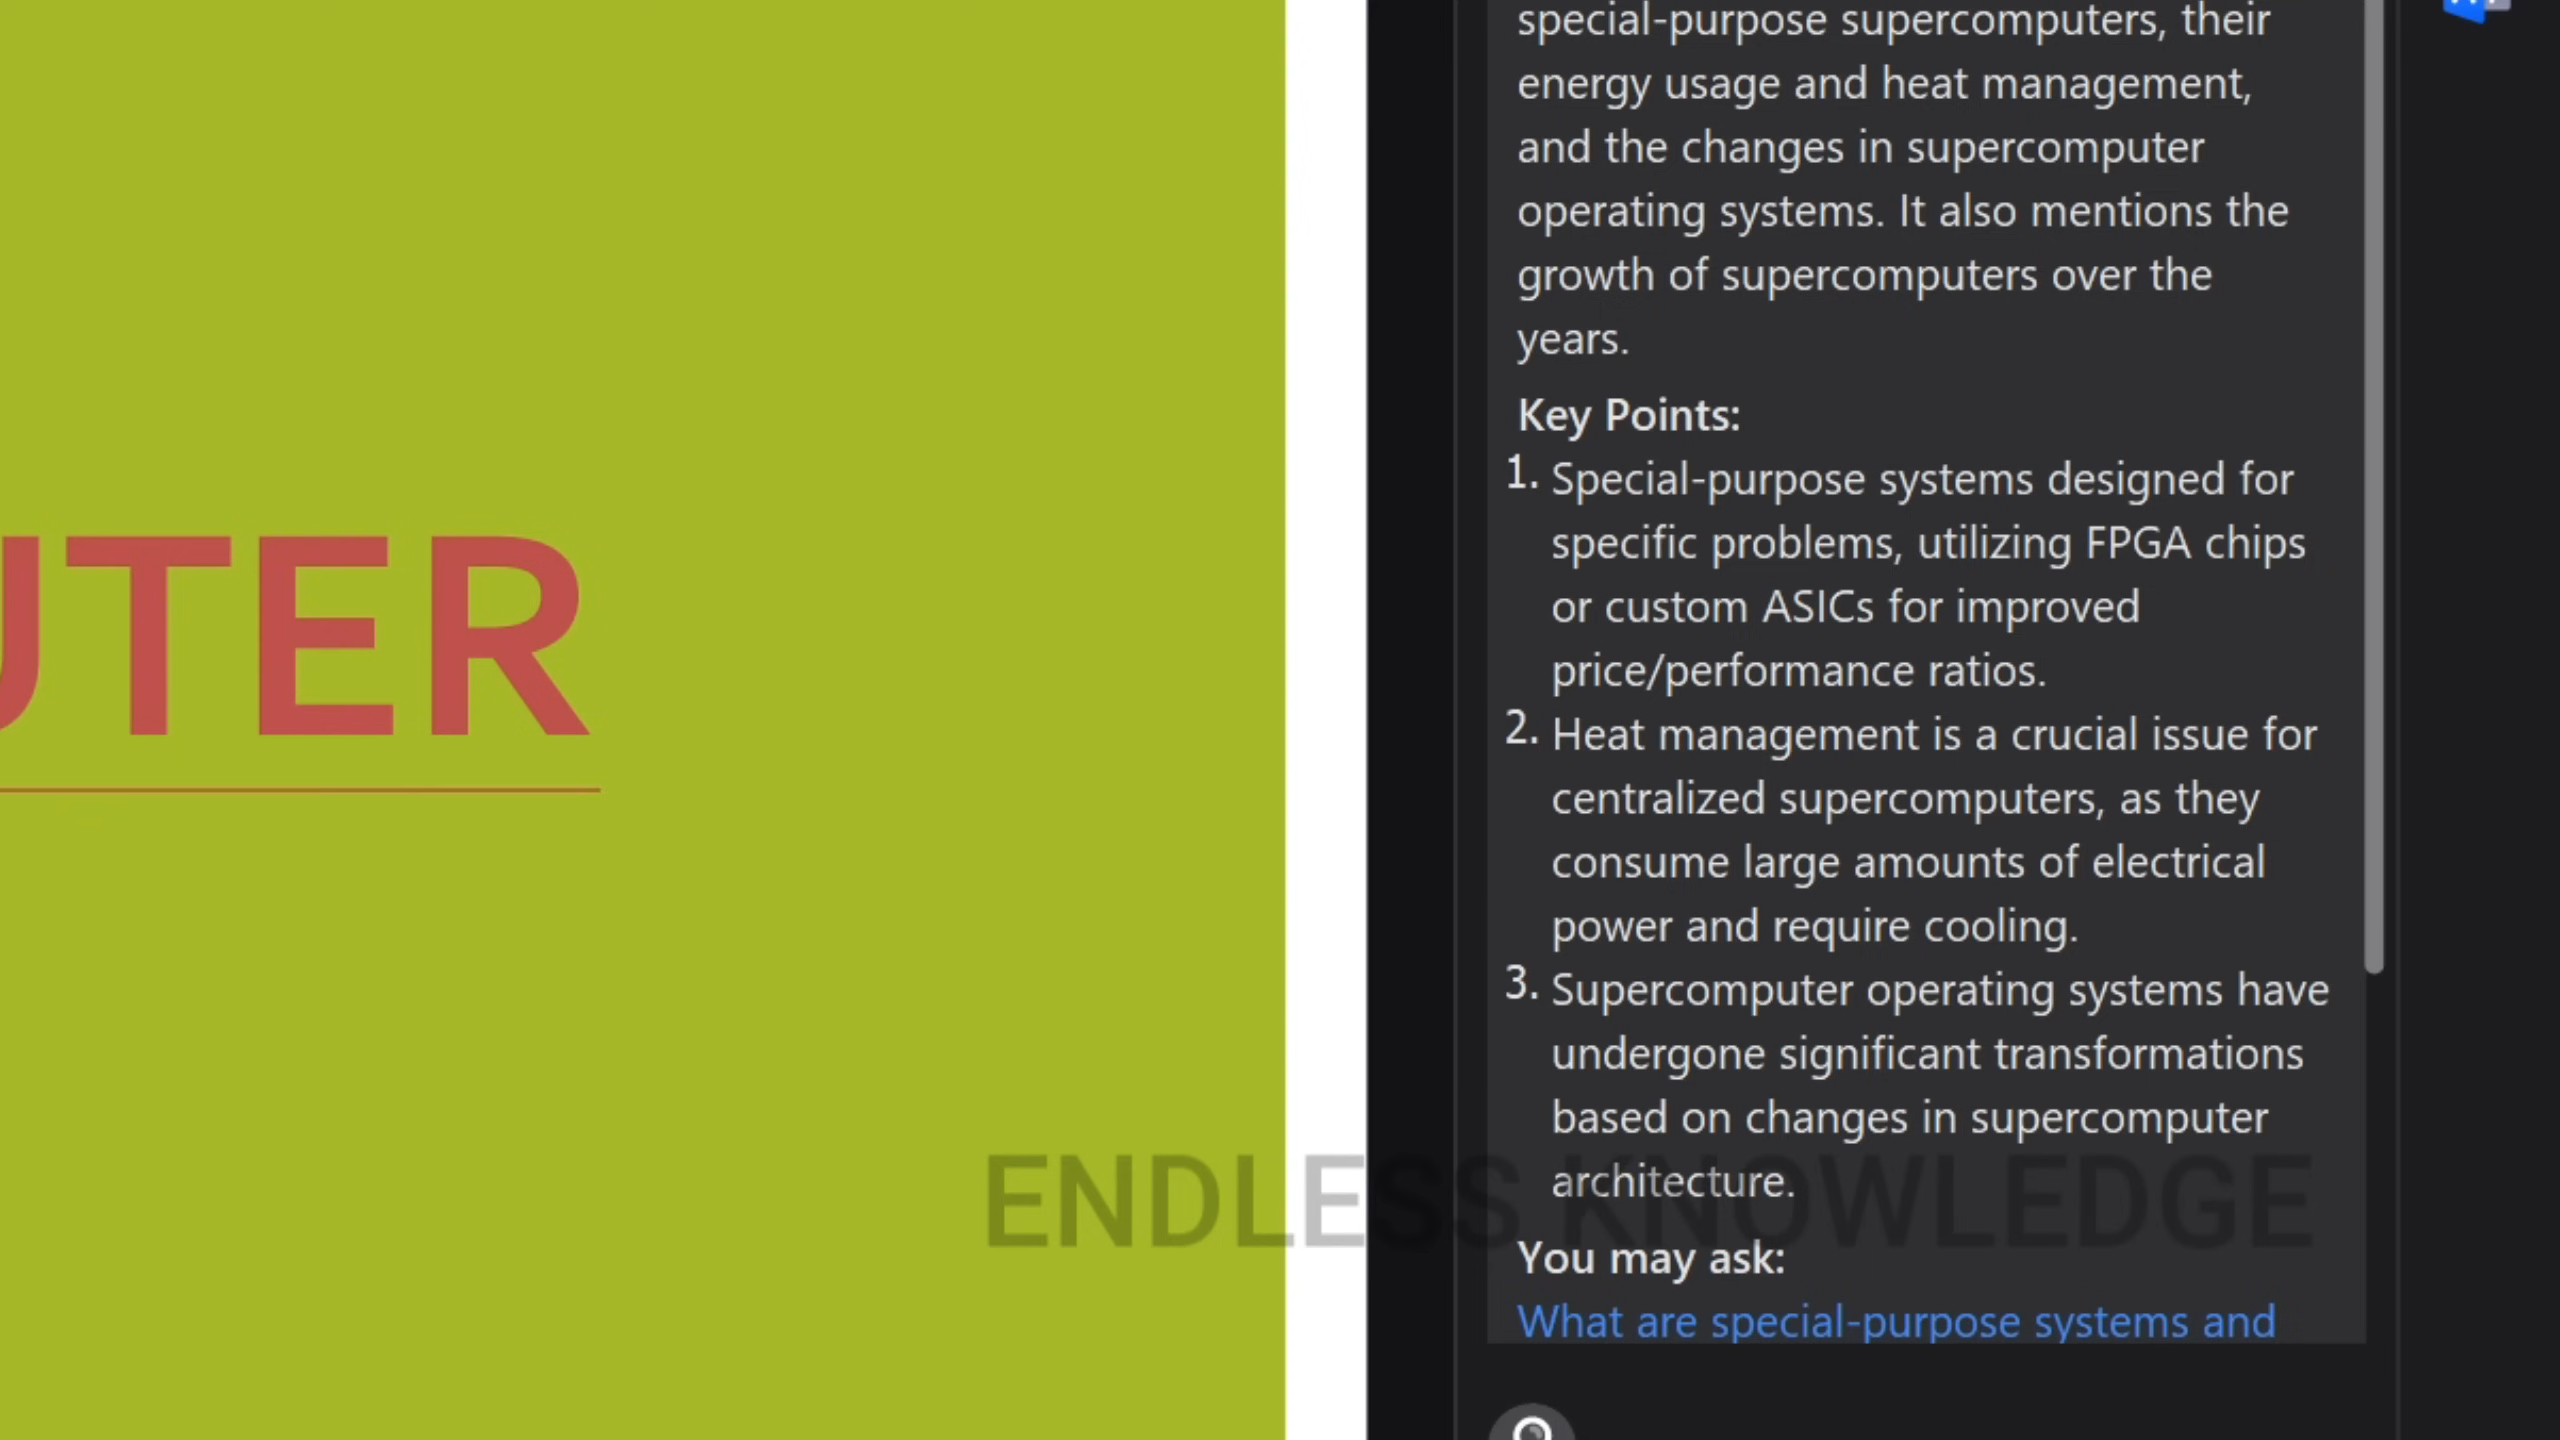 special-purpose supercomputers, their
energy usage and heat management,
and the changes in supercomputer
operating systems. It also mentions the
growth of supercomputers over the
years.
Key Points:
1. Special-purpose systems designed for
specific problems, utilizing FPGA chips
or custom ASICs for improved
price/performance ratios.
2. Heat management is a crucial issue for
centralized supercomputers, as they
consume large amounts of electrical
power and require cooling.
3. Supercomputer operating systems have
undergone significant transformations
based on changes in supercomputer
architecture.
You may ask:
What are special-purpose systems and
UTER
ENDLESS KNOWLEDGE